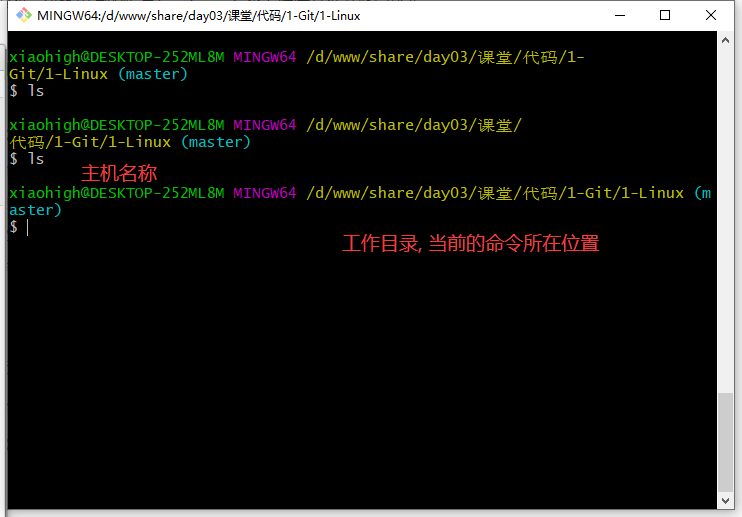 MINGW64:/d/www/share/day03/课堂/代码/1-Git/1-Linux
xiaohigh@DESKTOP-252ML8M MINGW64 /d/www/share/day03/课堂/代码/1-
Git/1-Linux (master)
$ ls
xiaohigh@DESKTOP-252ML8M MINGW64 /d/www/share/day03/课堂/
代码/1-Git/1-Linux (master)
$ ls
主机名称
xiaohigh@DESKTOP-252ML8M MINGW64 /d/www/share/day03/课堂/代码/1-Git/1-Linux (m
aster)
$
工作目录, 当前的命令所在位置